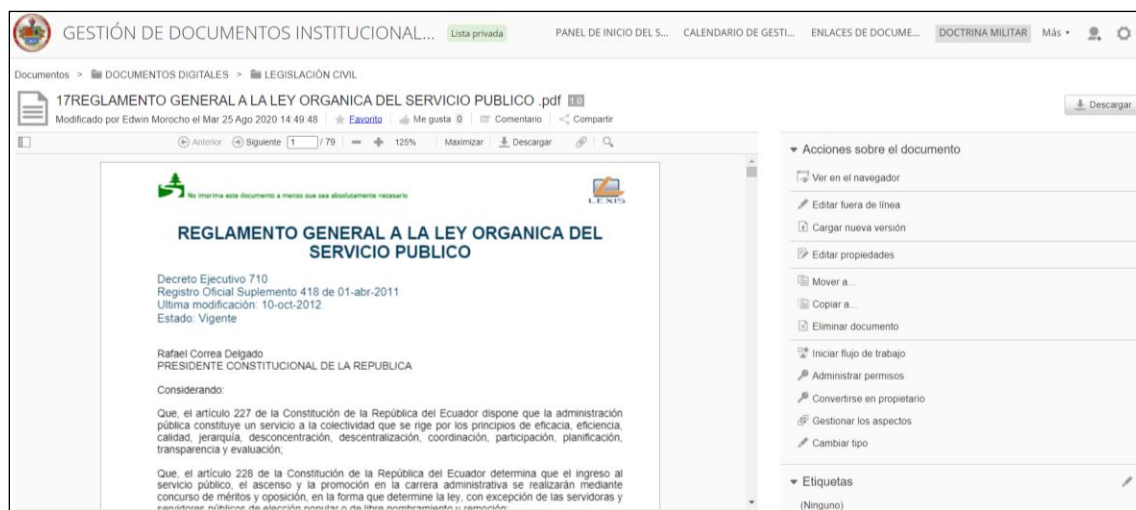 GESTIÓN DE DOCUMENTOS INSTITUCIONAL... Lista privada PANEL DE INICIO DEL S... CALENDARIO DE GESTI... ENLACES DE DOCUME... DOCTRINA MILITAR Más
Documentos > DOCUMENTOS DIGITALES > LEGISLACIÓN CIVIL
17REGLAMENTO GENERAL A LA LEY ORGANICA DEL SERVICIO PUBLICO .pdf 1.0
Modificado por Edwin Morocho el Mar 25 Ago 2020 14:49:48 Favorito Me gusta 0 Comentario Compartir
Descargar
Anterior Siguiente 1 / 79 125% Maximizar Descargar
No imprima este documento a menos que sea absolutamente necesario
LEXIS
REGLAMENTO GENERAL A LA LEY ORGANICA DEL
SERVICIO PUBLICO
Decreto Ejecutivo 710
Registro Oficial Suplemento 418 de 01-abr-2011
Ultima modificación: 10-oct-2012
Estado: Vigente
Rafael Correa Delgado
PRESIDENTE CONSTITUCIONAL DE LA REPUBLICA
Considerando:
Que, el artículo 227 de la Constitución de la República del Ecuador dispone que la administración
pública constituye un servicio a la colectividad que se rige por los principios de eficacia, eficiencia,
calidad, jerarquía, desconcentración, descentralización, coordinación, participación, planificación,
transparencia y evaluación;
Que, el artículo 228 de la Constitución de la República del Ecuador determina que el ingreso al
servicio público, el ascenso y la promoción en la carrera administrativa se realizarán mediante
concurso de méritos y oposición, en la forma que determine la ley, con excepción de las servidoras y
servidores públicos de elección popular o de libre nombramiento y remoción;
Acciones sobre el documento
Ver en el navegador
Editar fuera de línea
Cargar nueva versión
Editar propiedades
Mover a...
Copiar a...
Eliminar documento
Iniciar flujo de trabajo
Administrar permisos
Convertirse en propietario
Gestionar los aspectos
Cambiar tipo
Etiquetas
(Ninguno)